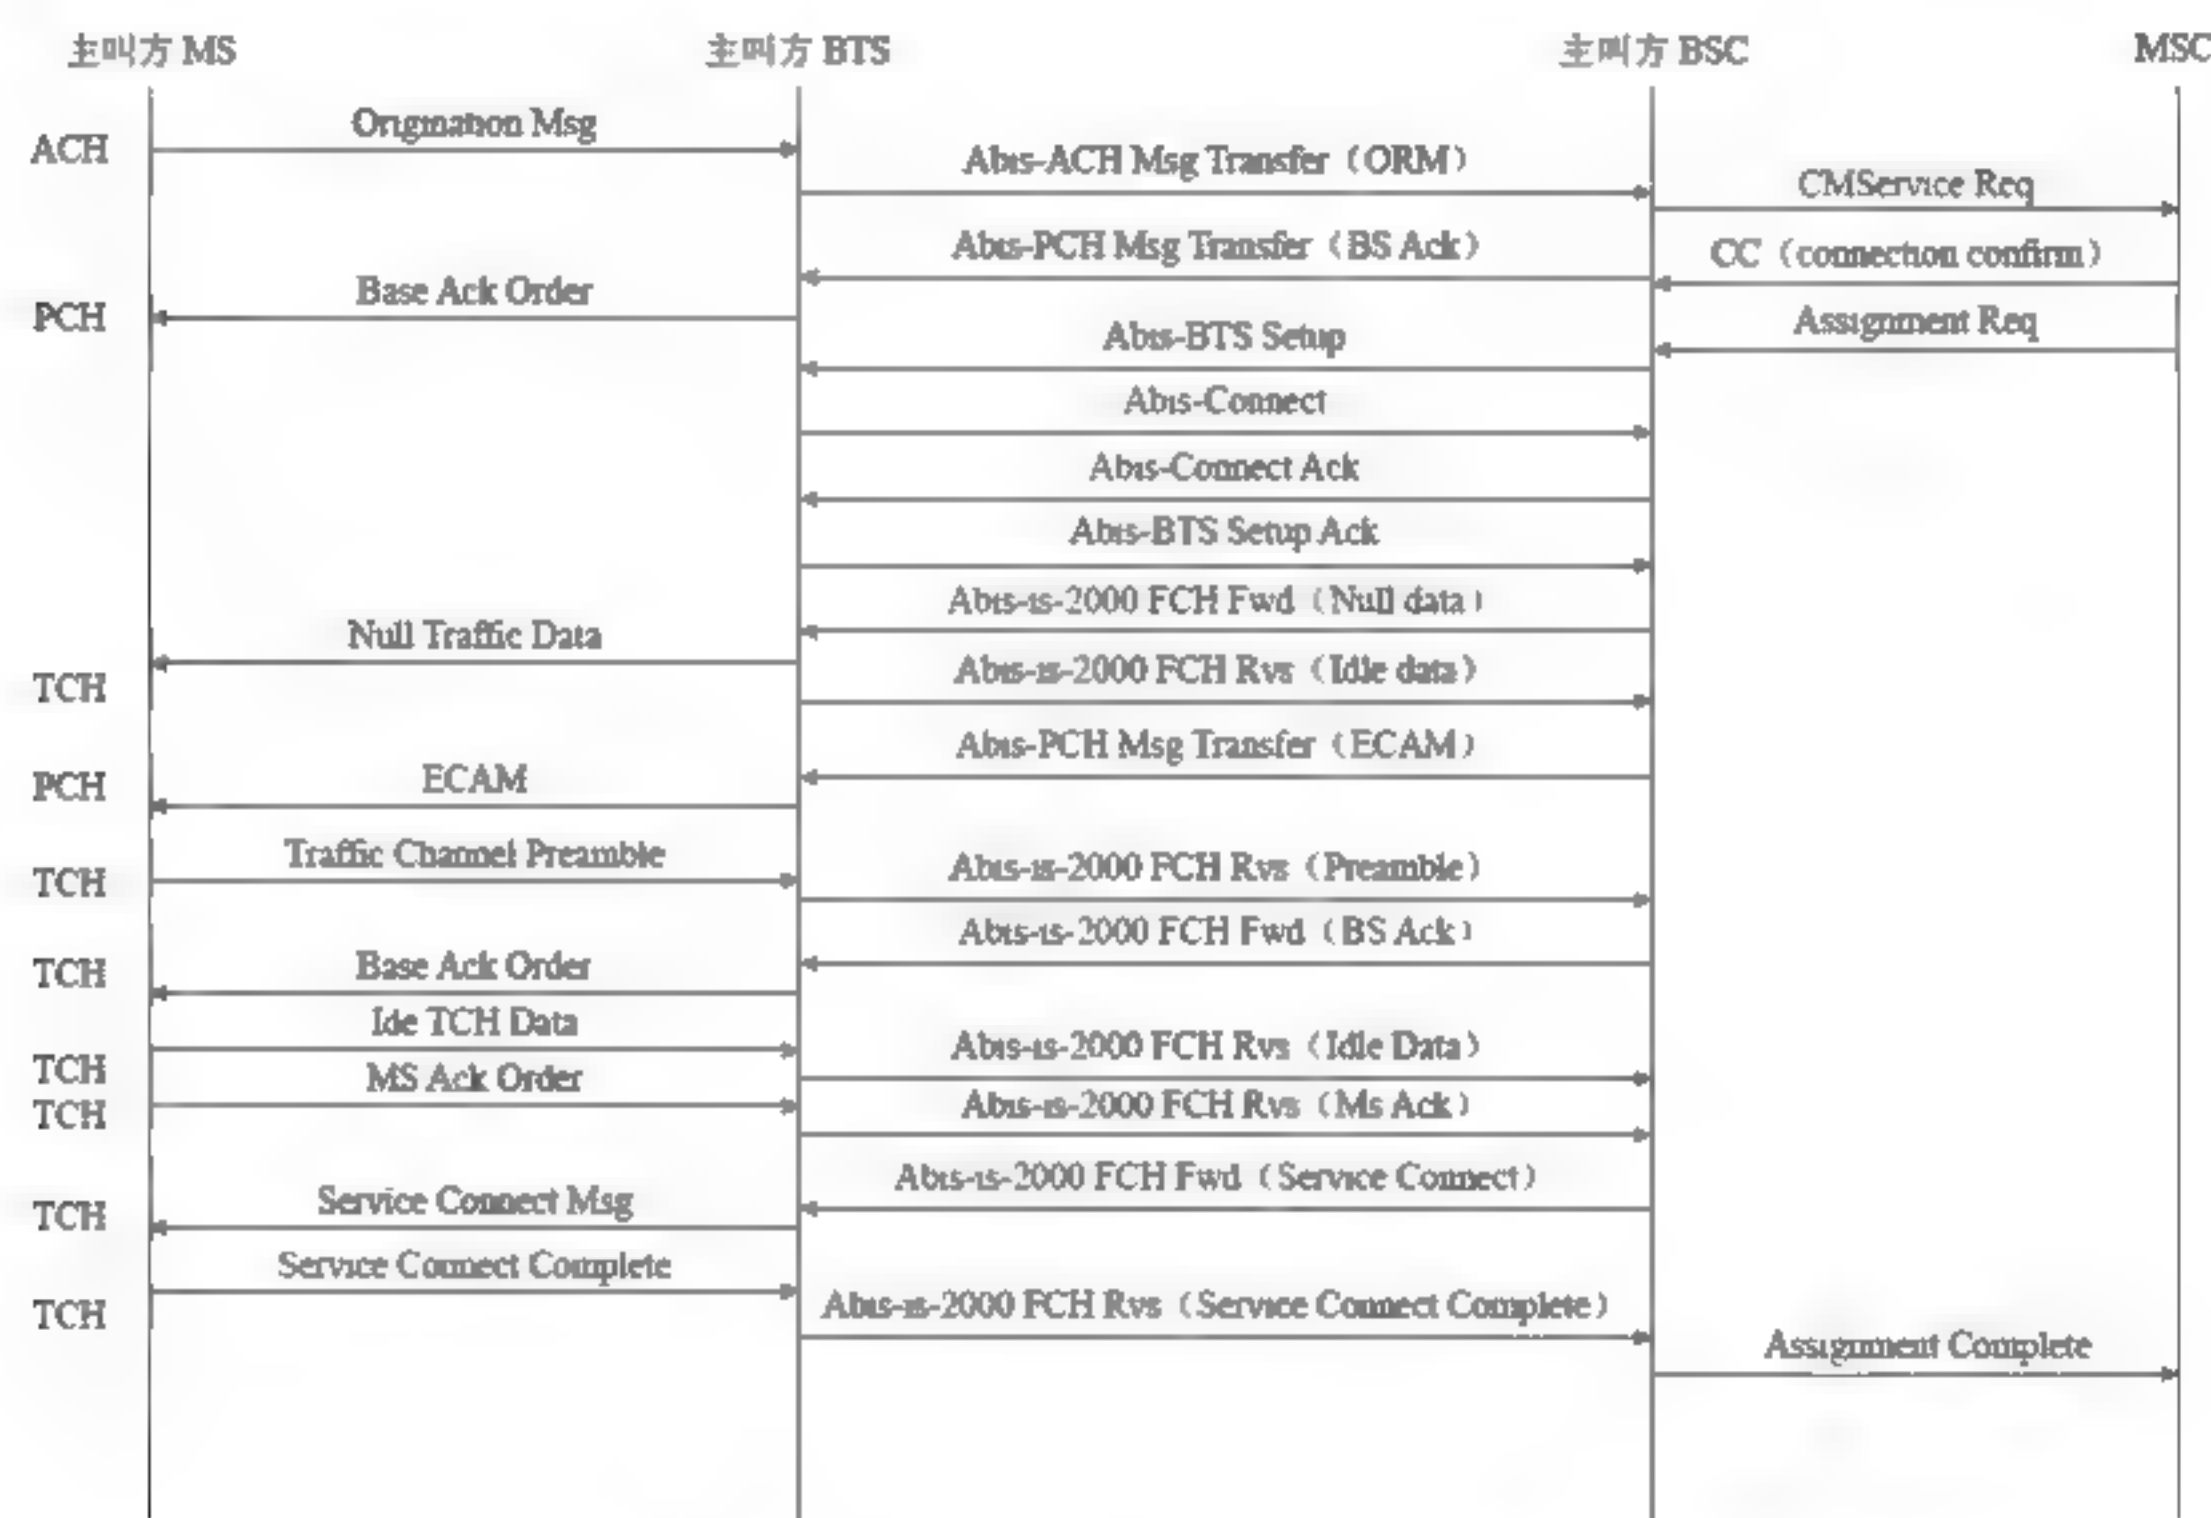 主叫方 MS 主叫方 BTS 主叫方 BSC MSC
Origination Msg
ACH
Abis-ACH Msg Transfer（ORM）
CMService Req
Abis-PCH Msg Transfer（BS Ack）
CC（connection confirm）
Base Ack Order
PCH
Assignment Req
Abis-BTS Setup
Abis-Connect
Abis-Connect Ack
Abis-BTS Setup Ack
Abis-is-2000 FCH Fwd（Null data）
Null Traffic Data
Abis-is-2000 FCH Rvs（Idle data）
TCH
Abis-PCH Msg Transfer（ECAM）
ECAM
PCH
Traffic Channel Preamble
Abis-is-2000 FCH Rvs（Preamble）
TCH
Abis-is-2000 FCH Fwd（BS Ack）
Base Ack Order
TCH
Ide TCH Data
Abis-is-2000 FCH Rvs（Idle Data）
TCH
MS Ack Order
Abis-is-2000 FCH Rvs（Ms Ack）
TCH
Abis-is-2000 FCH Fwd（Service Connect）
Service Connect Msg
TCH
Service Connect Complete
Abis-is-2000 FCH Rvs（Service Connect Complete）
TCH
Assignment Complete